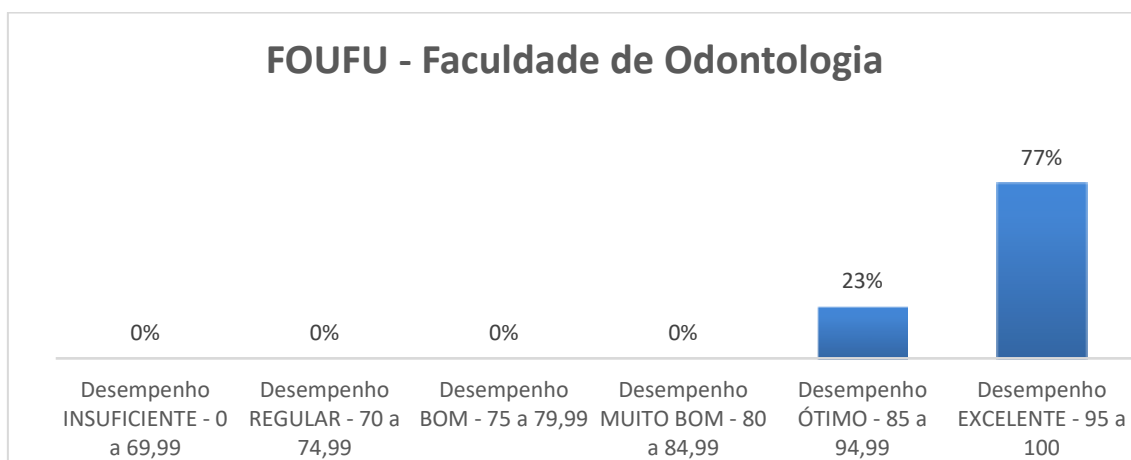 FOUFU - Faculdade de Odontologia
77%
23%
0%
0%
0%
0%
Desempenho
INSUFICIENTE - 0
a 69,99
Desempenho
REGULAR - 70 a
74,99
Desempenho
BOM - 75 a 79,99
Desempenho
MUITO BOM - 80
a 84,99
Desempenho
ÓTIMO - 85 a
94,99
Desempenho
EXCELENTE - 95 a
100